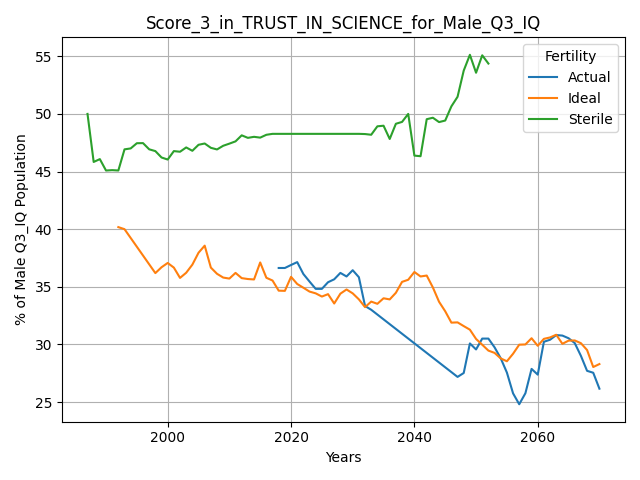 Score_3_in_TRUST_IN_SCIENCE_for_Male_Q3_IQ
% of Male Q3_IQ Population
55
50
45
40
35
30
25
Fertility
Actual
Ideal
Sterile
2000
2020
2040
2060
Years